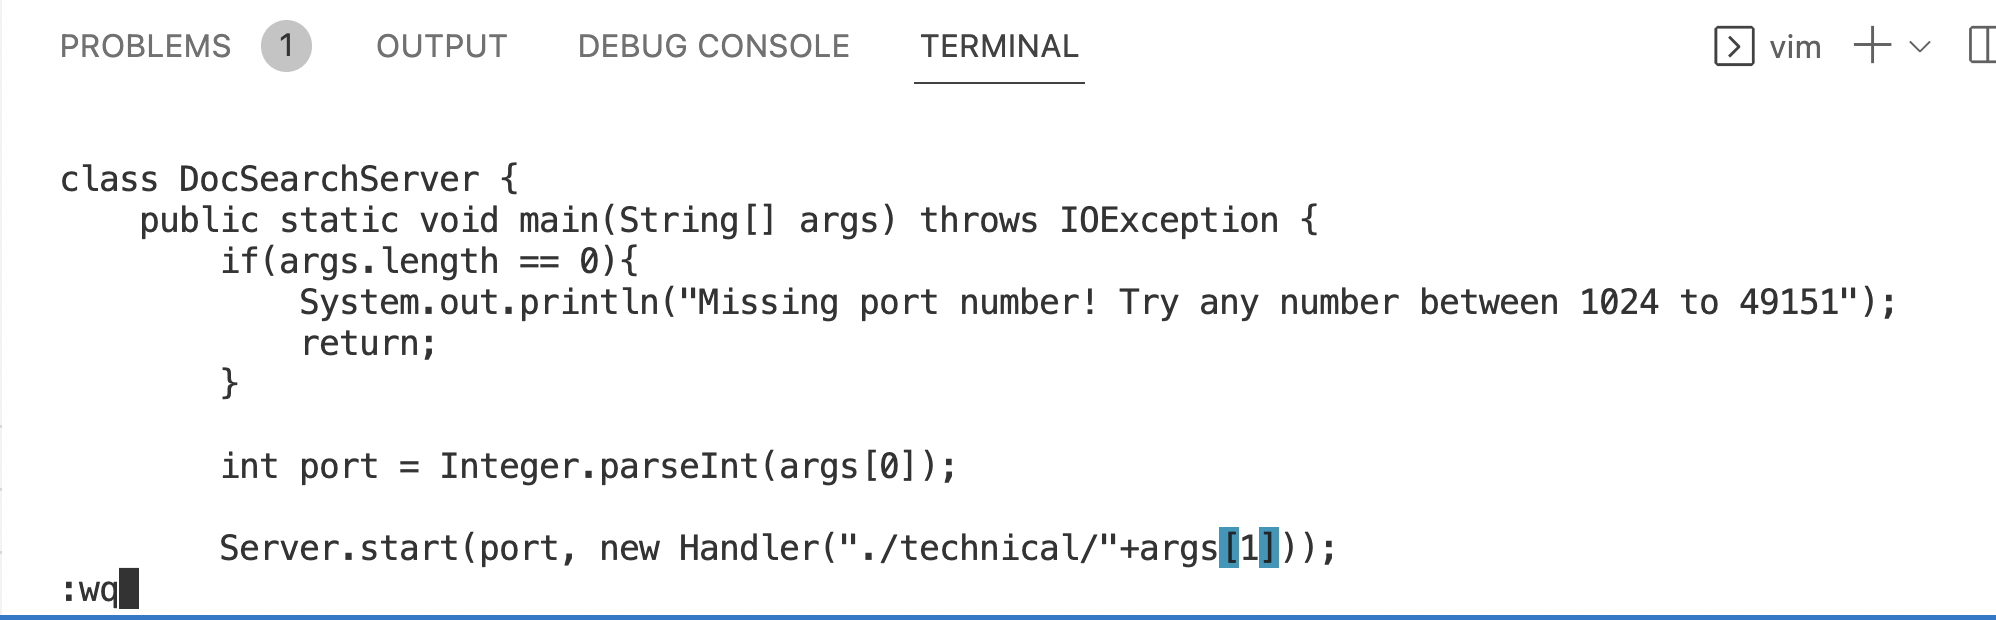 PROBLEMS 1 OUTPUT DEBUG CONSOLE TERMINAL vim
class DocSearchServer {
    public static void main(String[] args) throws IOException {
        if(args.length == 0){
            System.out.println("Missing port number! Try any number between 1024 to 49151");
            return;
        }
        int port = Integer.parseInt(args[0]);
        Server.start(port, new Handler("./technical/"+args[1]));
:wq